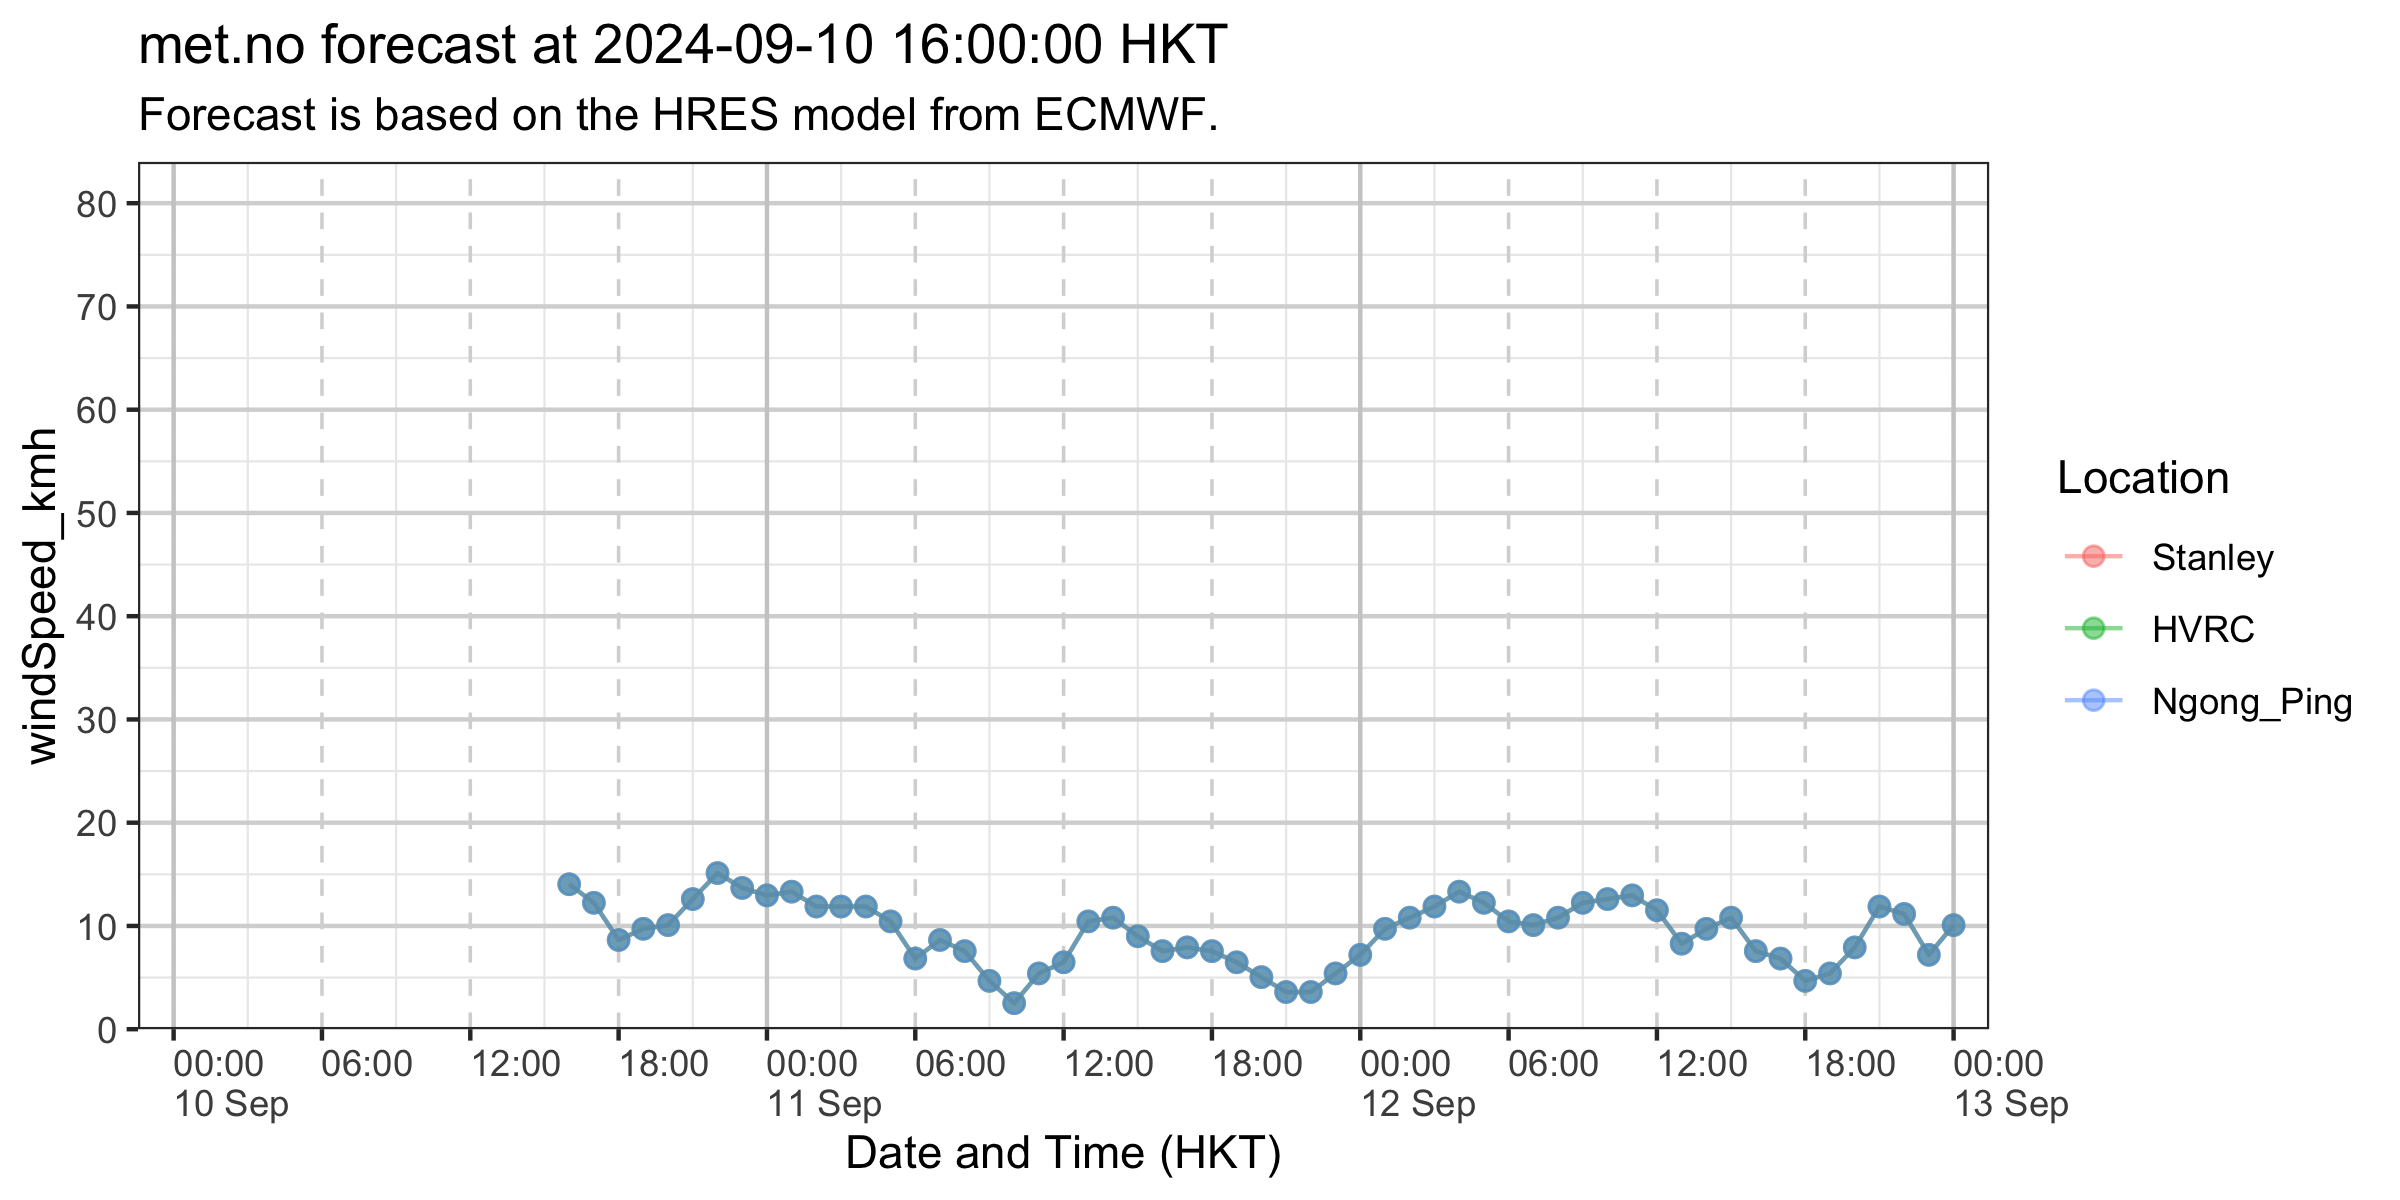 met.no forecast at 2024-09-10 16:00:00 HKT
Forecast is based on the HRES model from ECMWF.
windSpeed_kmh
80
70
60
50
40
30
20
10
0
00:00 06:00 12:00 18:00 00:00 06:00 12:00 18:00 00:00 06:00 12:00 18:00 00:00
10 Sep 11 Sep 12 Sep 13 Sep
Date and Time (HKT)
Location
Stanley
HVRC
Ngong_Ping